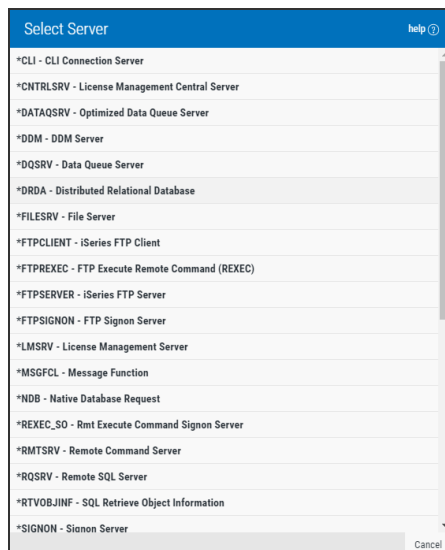 Select Server
help ?
*CLI - CLI Connection Server
*CNTRLSRV - License Management Central Server
*DATAQSRV - Optimized Data Queue Server
*DDM - DDM Server
*DQSRV - Data Queue Server
*DRDA - Distributed Relational Database
*FILESRV - File Server
*FTPCLIENT - iSeries FTP Client
*FTPREXEC - FTP Execute Remote Command (REXEC)
*FTPSERVER - iSeries FTP Server
*FTPSIGNON - FTP Signon Server
*LMSRV - License Management Server
*MSGFCL - Message Function
*NDB - Native Database Request
*REXEC_SO - Rmt Execute Command Signon Server
*RMTSRV - Remote Command Server
*RQSRV - Remote SQL Server
*RTVOBJINF - SQL Retrieve Object Information
*SIGNON - Signon Server
Cancel